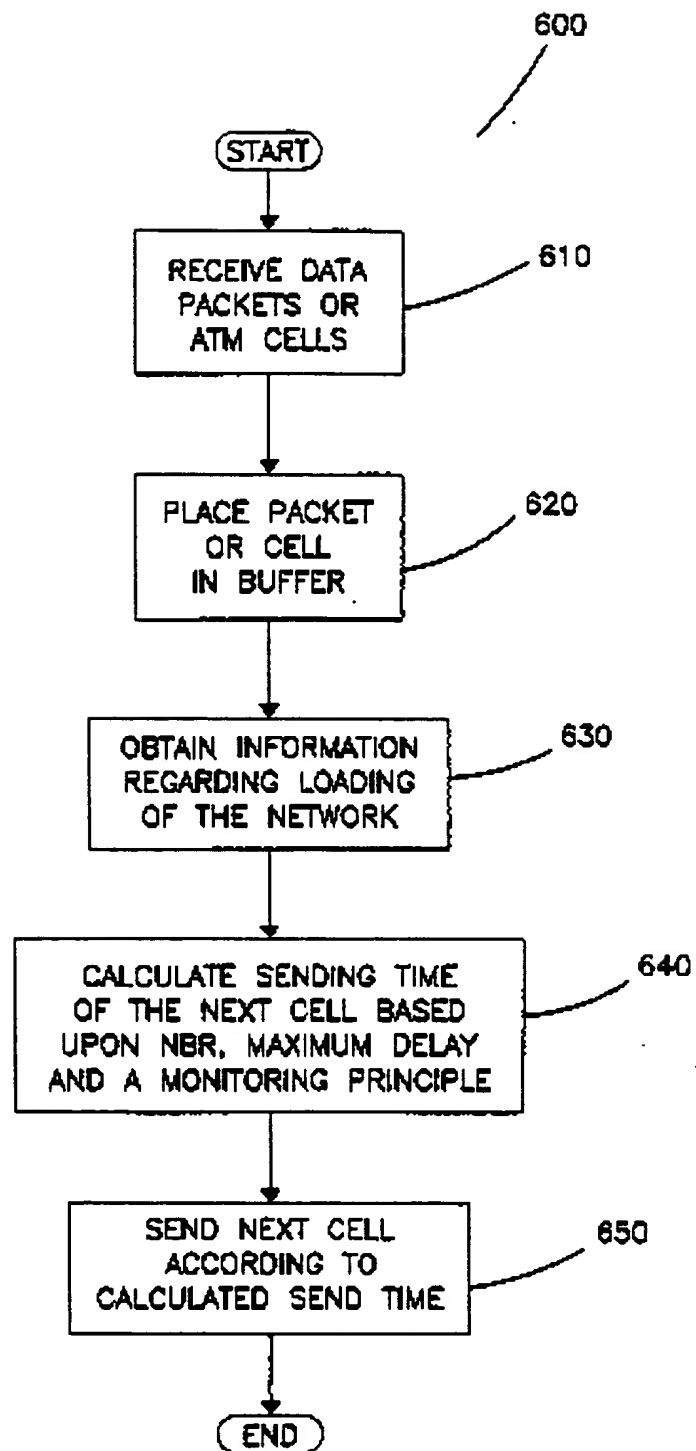 600
START
RECEIVE DATA
PACKETS OR
ATM CELLS
610
PLACE PACKET
OR CELL
IN BUFFER
620
OBTAIN INFORMATION
REGARDING LOADING
OF THE NETWORK
630
CALCULATE SENDING TIME
OF THE NEXT CELL BASED
UPON NBR, MAXIMUM DELAY
AND A MONITORING PRINCIPLE
640
SEND NEXT CELL
ACCORDING TO
CALCULATED SEND TIME
650
END